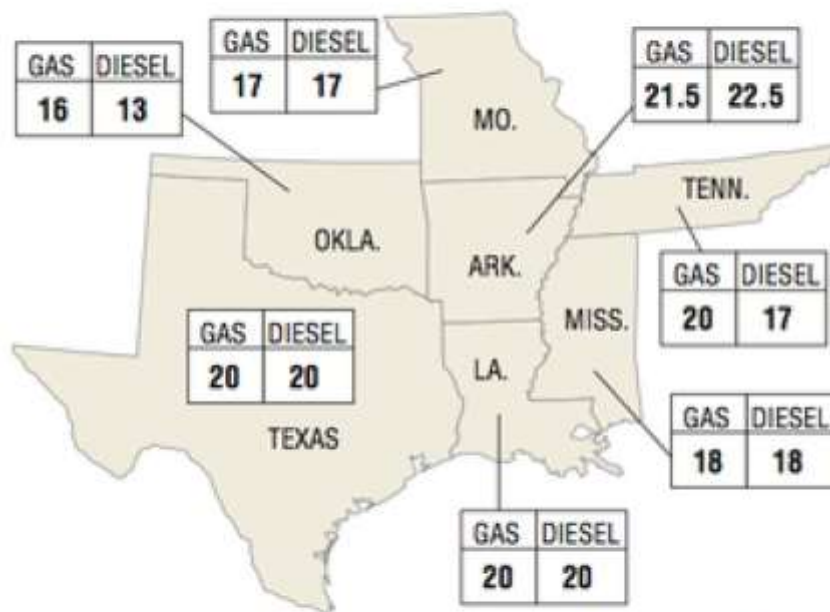 GAS DIESEL
17 17
GAS DIESEL
16 13
GAS DIESEL
21.5 22.5
MO.
TENN.
OKLA.
ARK.
GAS DIESEL
20 17
MISS.
GAS DIESEL
20 20
LA.
TEXAS
GAS DIESEL
18 18
GAS DIESEL
20 20